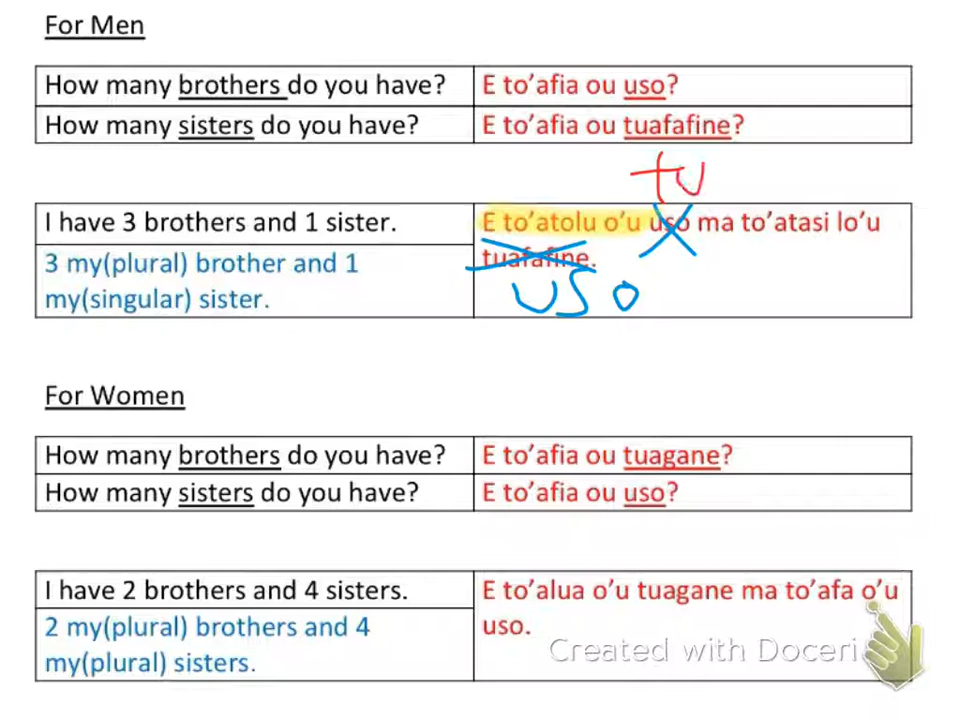 For Men
How many brothers do you have?
E to’afia ou uso?
How many sisters do you have?
E to’afia ou tuafafine?
tu
I have 3 brothers and 1 sister.
E to’atolu o’u uso ma to’atasi lo’u
tuafafine.
3 my(plural) brother and 1
my(singular) sister.
uso
For Women
How many brothers do you have?
E to’afia ou tuagane?
How many sisters do you have?
E to’afia ou uso?
I have 2 brothers and 4 sisters.
E to’alua o’u tuagane ma to’afa o’u
uso.
2 my(plural) brothers and 4
my(plural) sisters.
Created with Doceri